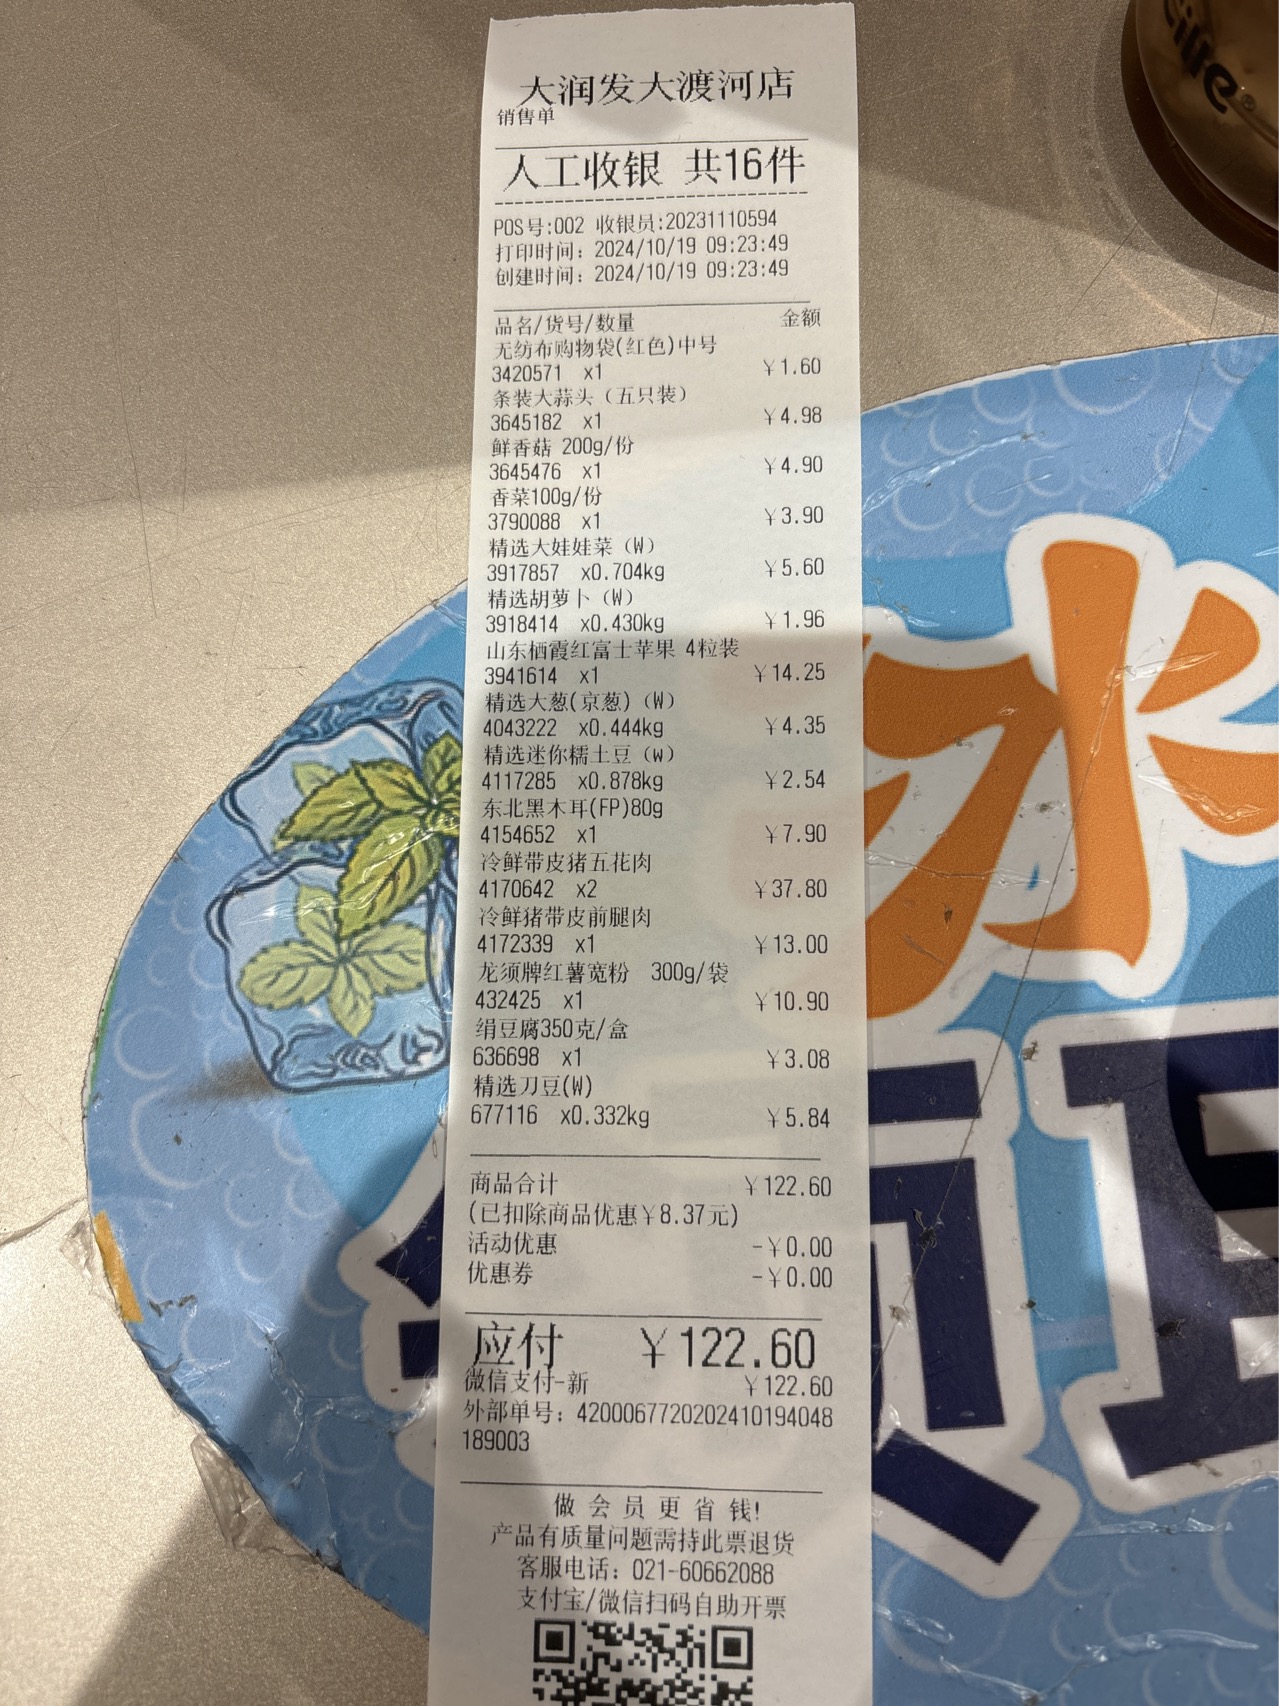 大润发大渡河店
销售单
人工收银 共16件
POS号:002 收银员:20231110594
打印时间: 2024/10/19 09:23:49
创建时间: 2024/10/19 09:23:49
品名/货号/数量 金额
无纺布购物袋(红色)中号
3420571 x1 ¥1.60
条装大蒜头（五只装）
3645182 x1 ¥4.98
鲜香菇 200g/份
3645476 x1 ¥4.90
香菜100g/份
3790088 x1 ¥3.90
精选大娃娃菜（W）
3917857 x0.704kg ¥5.60
精选胡萝卜（W）
3918414 x0.430kg ¥1.96
山东栖霞红富士苹果 4粒装
3941614 x1 ¥14.25
精选大葱(京葱)（W）
4043222 x0.444kg ¥4.35
精选迷你糯土豆（W）
4117285 x0.878kg ¥2.54
东北黑木耳(FP)80g
4154652 x1 ¥7.90
冷鲜带皮猪五花肉
4170642 x2 ¥37.80
冷鲜猪带皮前腿肉
4172339 x1 ¥13.00
龙须牌红薯宽粉 300g/袋
432425 x1 ¥10.90
绢豆腐350克/盒
636698 x1 ¥3.08
精选刀豆(W)
677116 x0.332kg ¥5.84
商品合计 ¥122.60
(已扣除商品优惠¥8.37元)
活动优惠 -¥0.00
优惠券 -¥0.00
应付 ¥122.60
微信支付-新 ¥122.60
外部单号: 4200067720202410194048
189003
做会员更省钱!
产品有质量问题需持此票退货
客服电话: 021-60662088
支付宝/微信扫码自助开票
冰